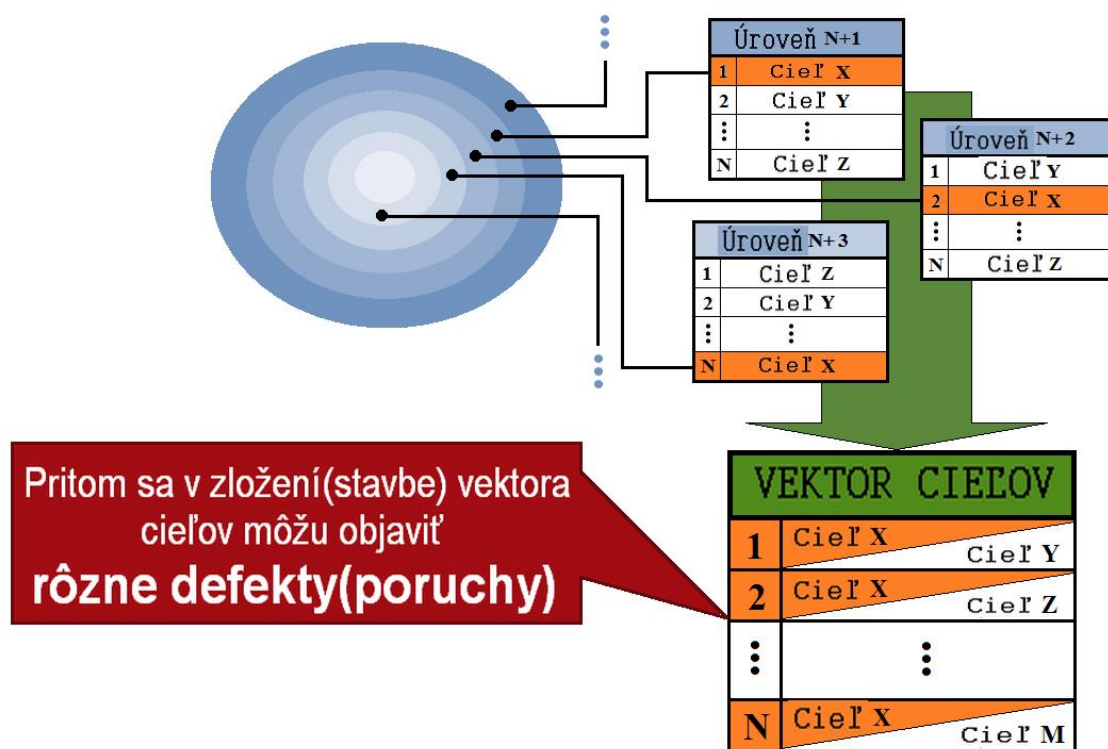 Úroveň N+1
1 Cieľ X
2 Cieľ Y
⋮ ⋮
N Cieľ Z
Úroveň N+2
1 Cieľ Y
2 Cieľ X
⋮ ⋮
N Cieľ Z
Úroveň N+3
1 Cieľ Z
2 Cieľ Y
⋮ ⋮
N Cieľ X
Pritom sa v zložení(stavbe) vektora
cieľov môžu objaviť
rôzne defekty(poruchy)
VEKTOR CIEĽOV
1 Cieľ X Cieľ Y
2 Cieľ X Cieľ Z
⋮ ⋮
N Cieľ X Cieľ M